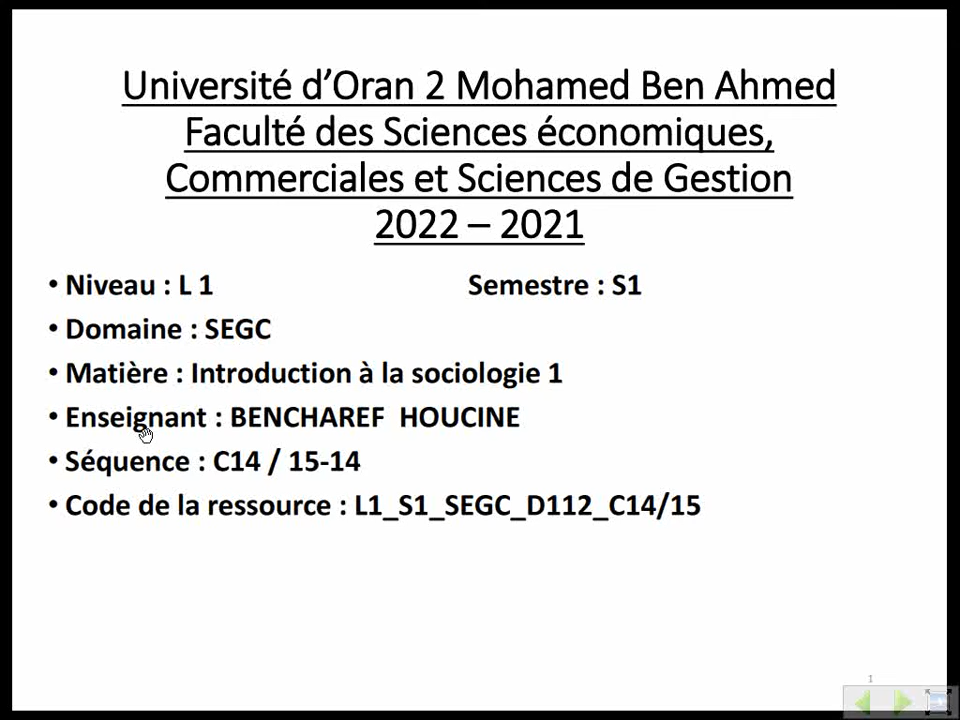 Université d’Oran 2 Mohamed Ben Ahmed
Faculté des Sciences économiques,
Commerciales et Sciences de Gestion
2022 – 2021
• Niveau : L 1 Semestre : S1
• Domaine : SEGC
• Matière : Introduction à la sociologie 1
• Enseignant : BENCHAREF HOUCINE
• Séquence : C14 / 15-14
• Code de la ressource : L1_S1_SEGC_D112_C14/15
1